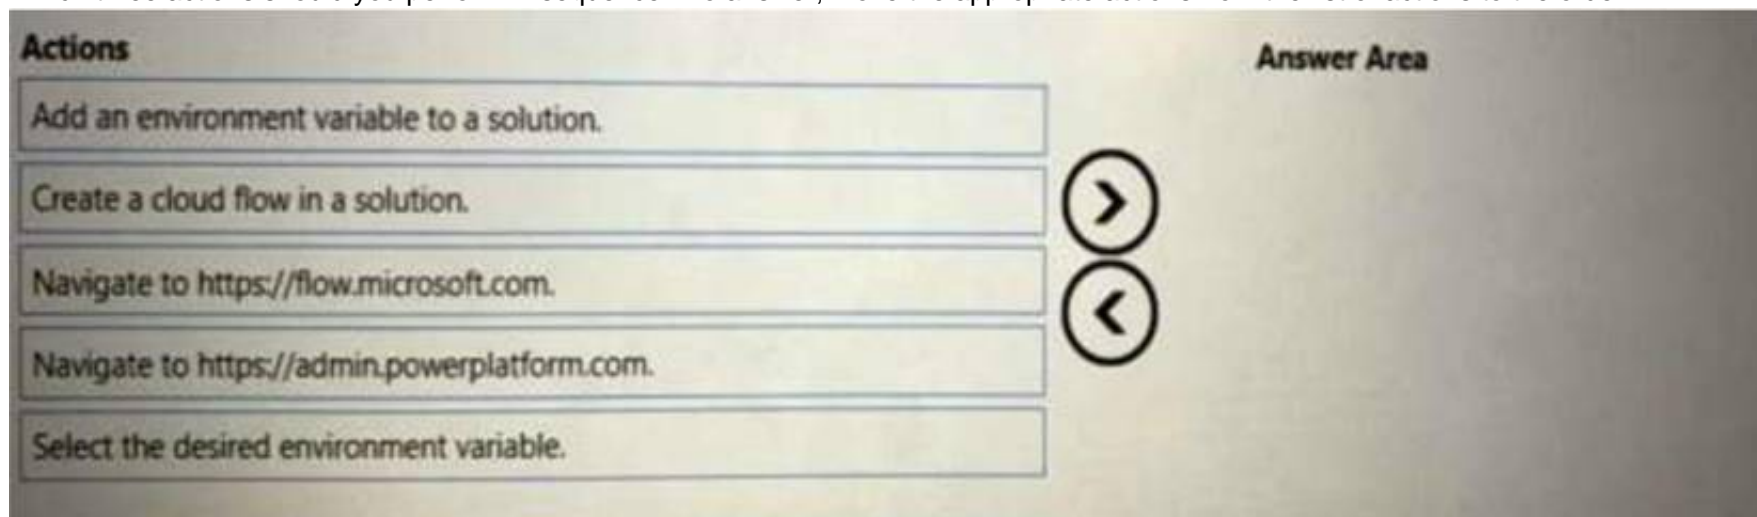 Actions
Answer Area
Add an environment variable to a solution.
Create a cloud flow in a solution.
Navigate to https://flow.microsoft.com.
Navigate to https://admin.powerplatform.com.
Select the desired environment variable.